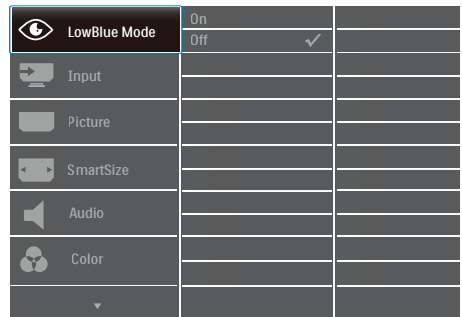 LowBlue Mode
On
Off
Input
Picture
SmartSize
Audio
Color